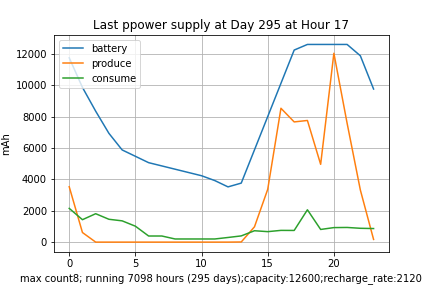 Last ppower supply at Day 295 at Hour 17
battery
produce
consume
12000
10000
8000
6000
4000
2000
0
mAh
0 5 10 15 20
max count8; running 7098 hours (295 days);capacity:12600;recharge_rate:2120